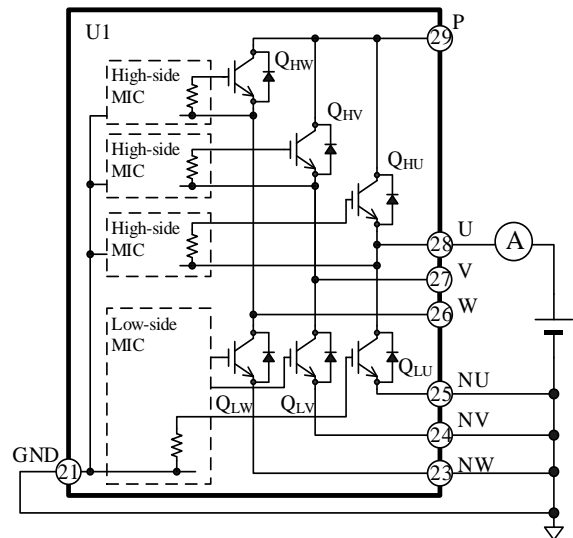 P
29
U1
High-side
MIC
QHW
High-side
MIC
QHV
High-side
MIC
QHU
U
28
A
V
27
W
26
Low-side
MIC
QLU
NU
25
QLW
QLV
NV
24
GND
21
NW
23